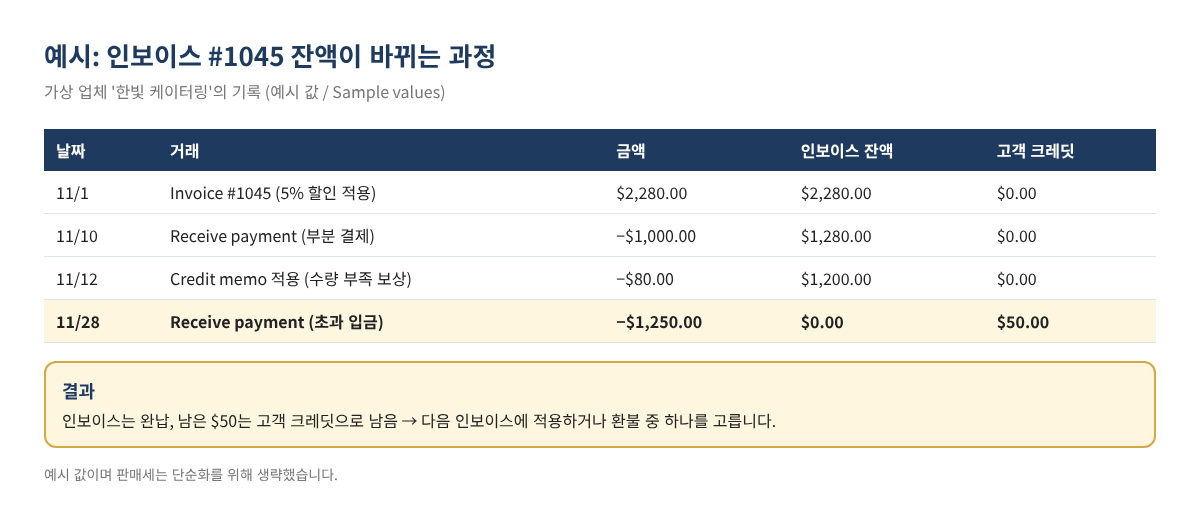 예시: 인보이스 #1045 잔액이 바뀌는 과정
가상 업체 '한빛 케이터링'의 기록 (예시 값 / Sample values)
날짜 거래 금액 인보이스 잔액 고객 크레딧
11/1 Invoice #1045 (5% 할인 적용) $2,280.00 $2,280.00 $0.00
11/10 Receive payment (부분 결제) −$1,000.00 $1,280.00 $0.00
11/12 Credit memo 적용 (수량 부족 보상) −$80.00 $1,200.00 $0.00
11/28 Receive payment (초과 입금) −$1,250.00 $0.00 $50.00
결과
인보이스는 완납, 남은 $50는 고객 크레딧으로 남음 → 다음 인보이스에 적용하거나 환불 중 하나를 고릅니다.
예시 값이며 판매세는 단순화를 위해 생략했습니다.